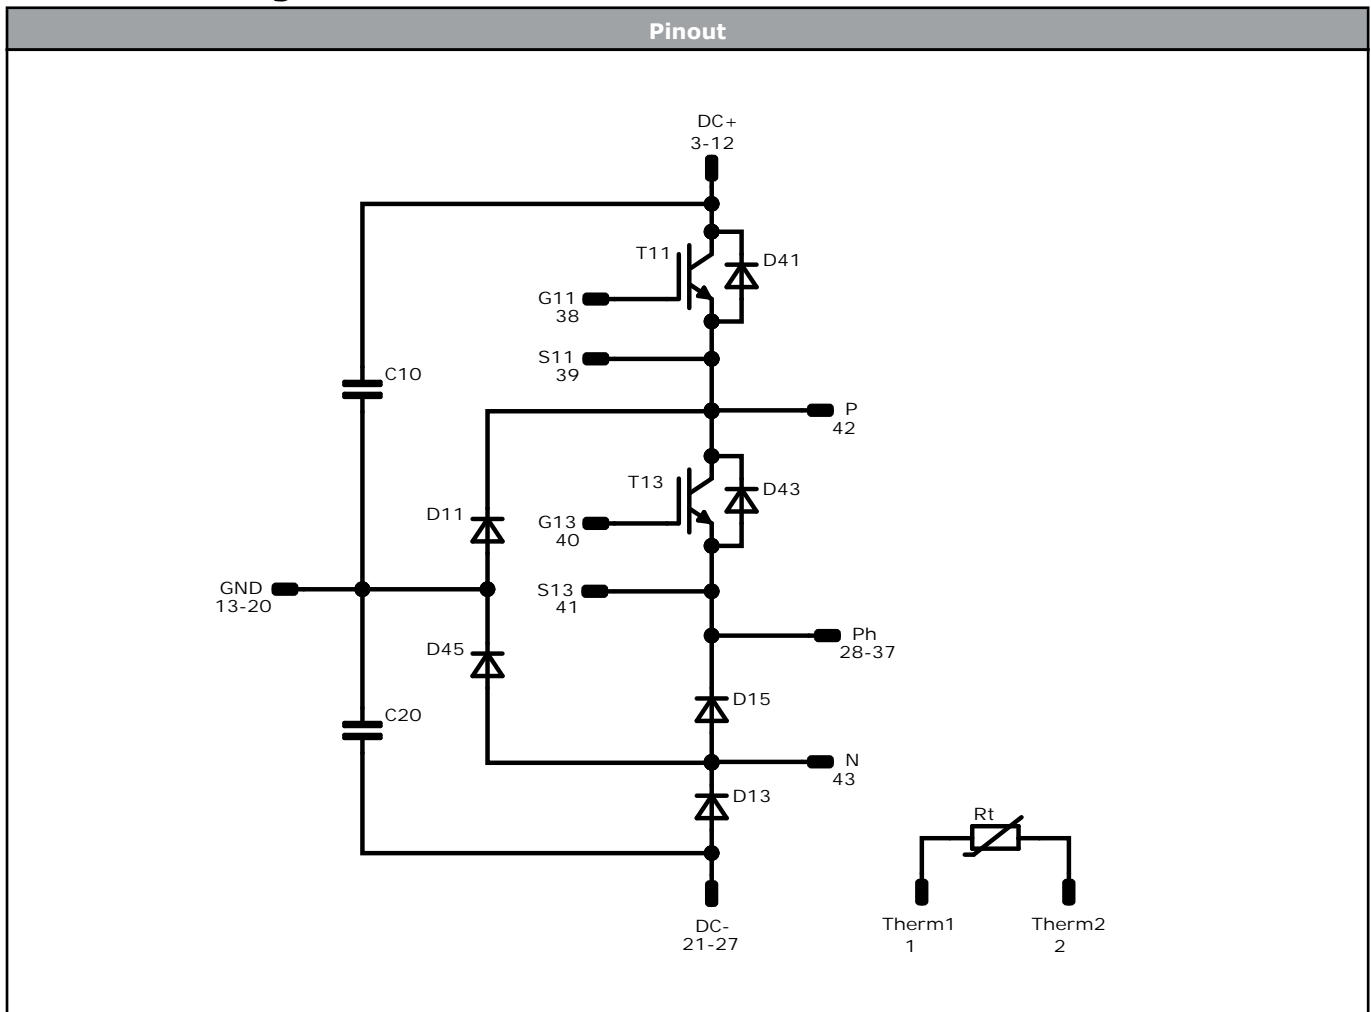 Pinout
DC+
3-12
T11
D41
G11
38
S11
39
C10
P
42
T13
D43
D11
G13
40
GND
13-20
S13
41
Ph
28-37
D45
D15
C20
N
43
D13
Rt
Therm1
1
Therm2
2
DC-
21-27